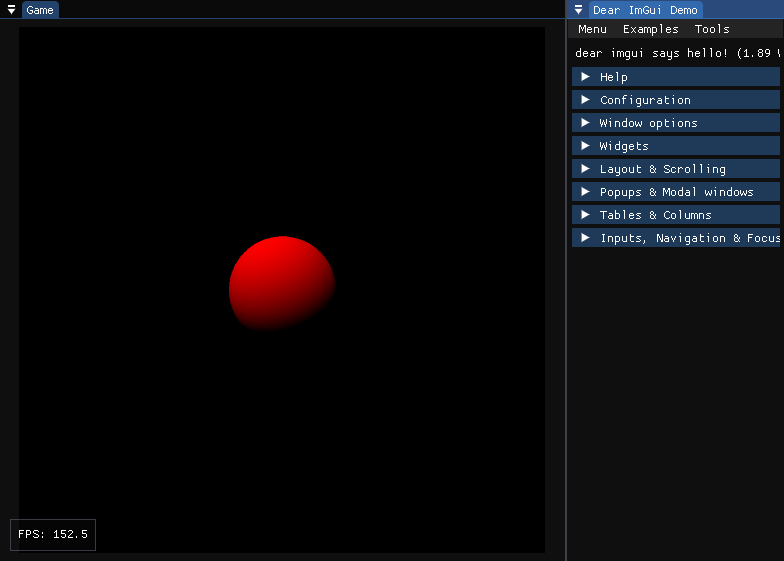 Game
FPS: 152.5
Dear ImGui Demo
Menu Examples Tools
dear imgui says hello! (1.89
Help
Configuration
Window options
Widgets
Layout & Scrolling
Popups & Modal windows
Tables & Columns
Inputs, Navigation & Focus